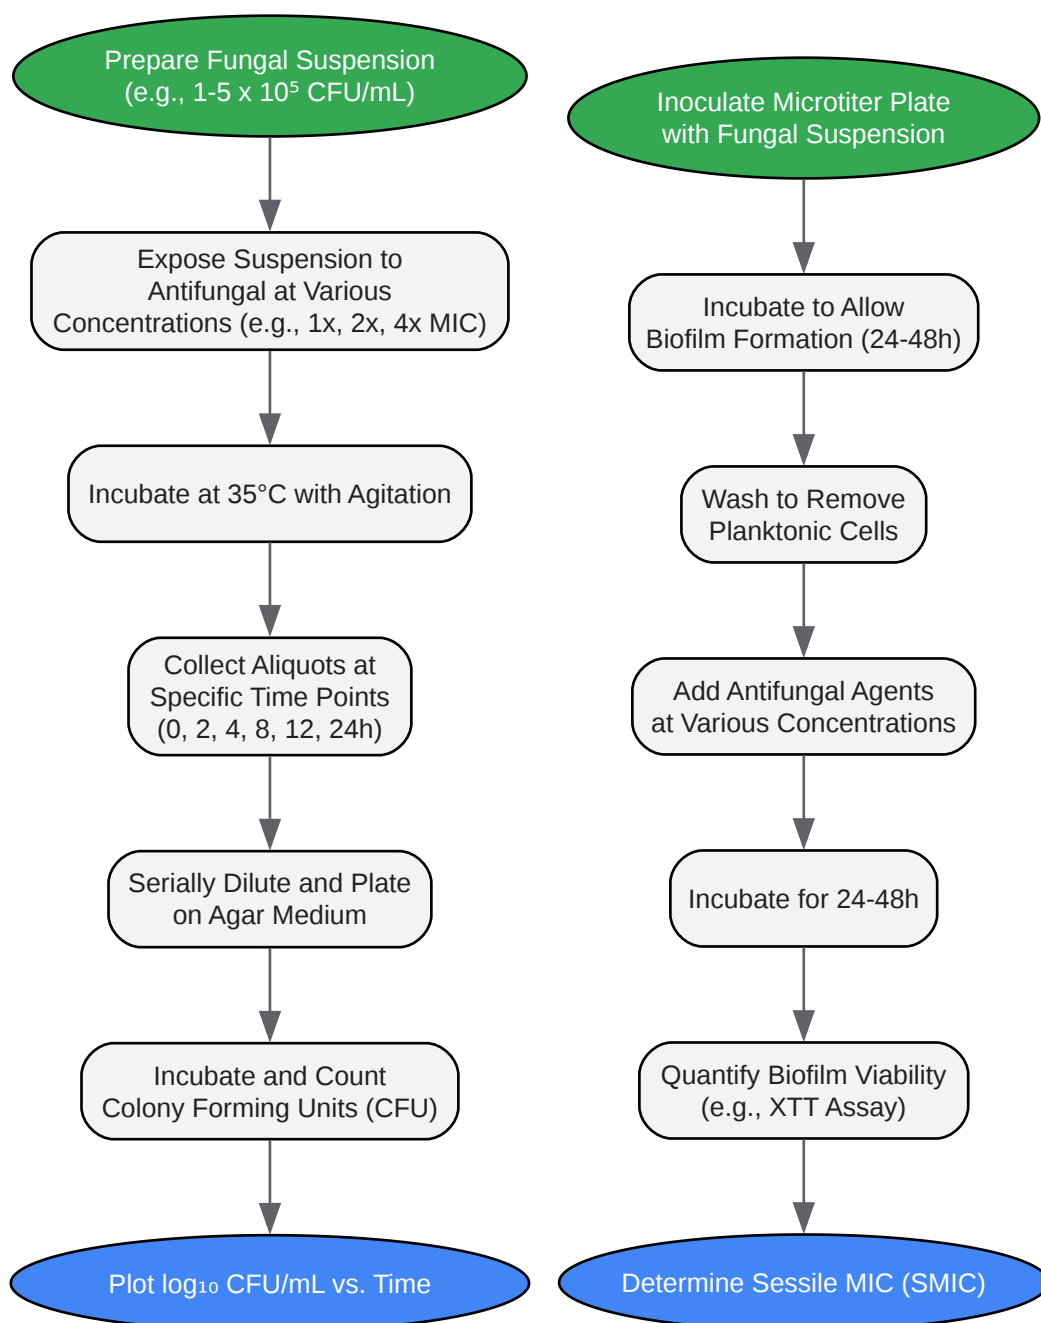 Prepare Fungal Suspension
(e.g., 1-5 x 10⁵ CFU/mL)
Expose Suspension to
Antifungal at Various
Concentrations (e.g., 1x, 2x, 4x MIC)
Incubate at 35°C with Agitation
Collect Aliquots at
Specific Time Points
(0, 2, 4, 8, 12, 24h)
Serially Dilute and Plate
on Agar Medium
Incubate and Count
Colony Forming Units (CFU)
Plot log₁₀ CFU/mL vs. Time
Inoculate Microtiter Plate
with Fungal Suspension
Incubate to Allow
Biofilm Formation (24-48h)
Wash to Remove
Planktonic Cells
Add Antifungal Agents
at Various Concentrations
Incubate for 24-48h
Quantify Biofilm Viability
(e.g., XTT Assay)
Determine Sessile MIC (SMIC)